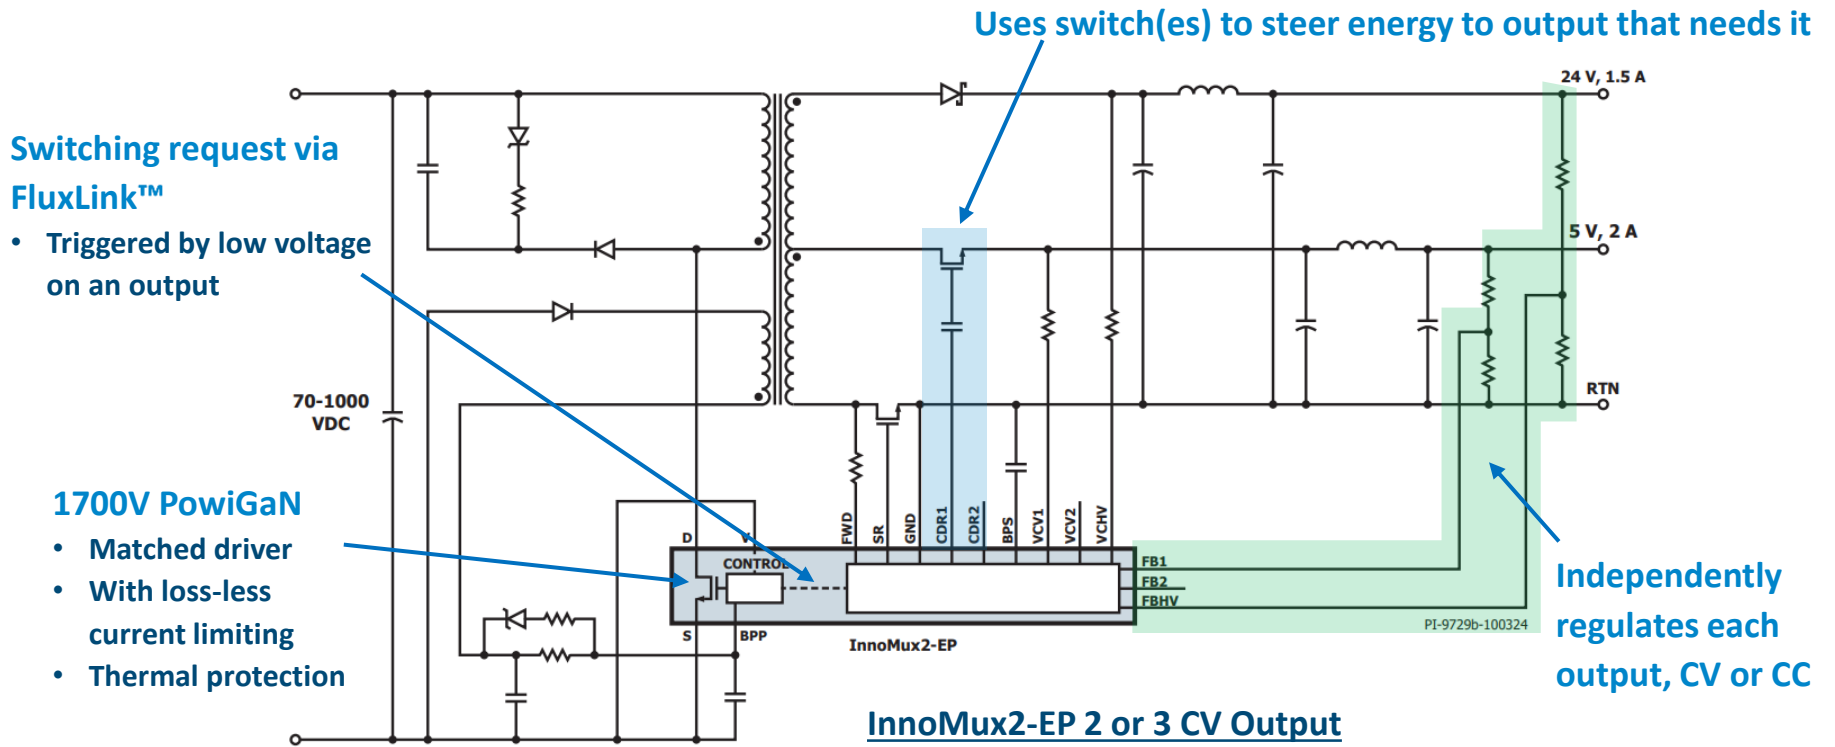 Uses switch(es) to steer energy to output that needs it
24 V, 1.5 A
Switching request via
FluxLink™
• Triggered by low voltage
on an output
5 V, 2 A
RTN
70-1000
VDC
1700V PowiGaN
• Matched driver
• With loss-less
current limiting
• Thermal protection
D
V
FWD
SR
GND
CDR1
CDR2
BPS
VCV1
VCV2
VCHV
CONTROL
FB1
FB2
FBHV
S
BPP
InnoMux2-EP
PI-9729b-100324
Independently
regulates each
output, CV or CC
InnoMux2-EP 2 or 3 CV Output